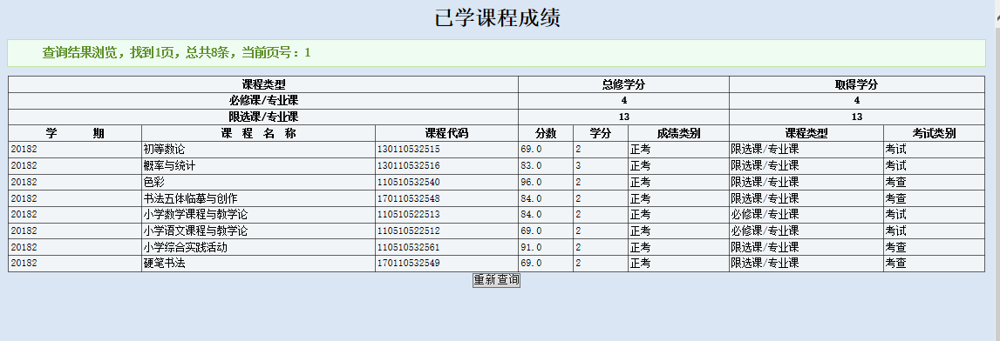 已学课程成绩
查询结果浏览，找到1页，总共8条，当前页号：1
课程类型 总修学分 取得学分
必修课/专业课 4 4
限选课/专业课 13 13
学 期 课 程 名 称 课程代码 分数 学分 成绩类别 课程类型 考试类别
20182 初等数论 130110532515 69.0 2 正考 限选课/专业课 考试
20182 概率与统计 130110532516 83.0 3 正考 限选课/专业课 考试
20182 色彩 110510532540 96.0 2 正考 限选课/专业课 考查
20182 书法五体临摹与创作 170110532548 84.0 2 正考 限选课/专业课 考查
20182 小学数学课程与教学论 110510522513 84.0 2 正考 必修课/专业课 考试
20182 小学语文课程与教学论 110510522512 69.0 2 正考 必修课/专业课 考试
20182 小学综合实践活动 110510532561 91.0 2 正考 限选课/专业课 考查
20182 硬笔书法 170110532549 69.0 2 正考 限选课/专业课 考查
重新查询